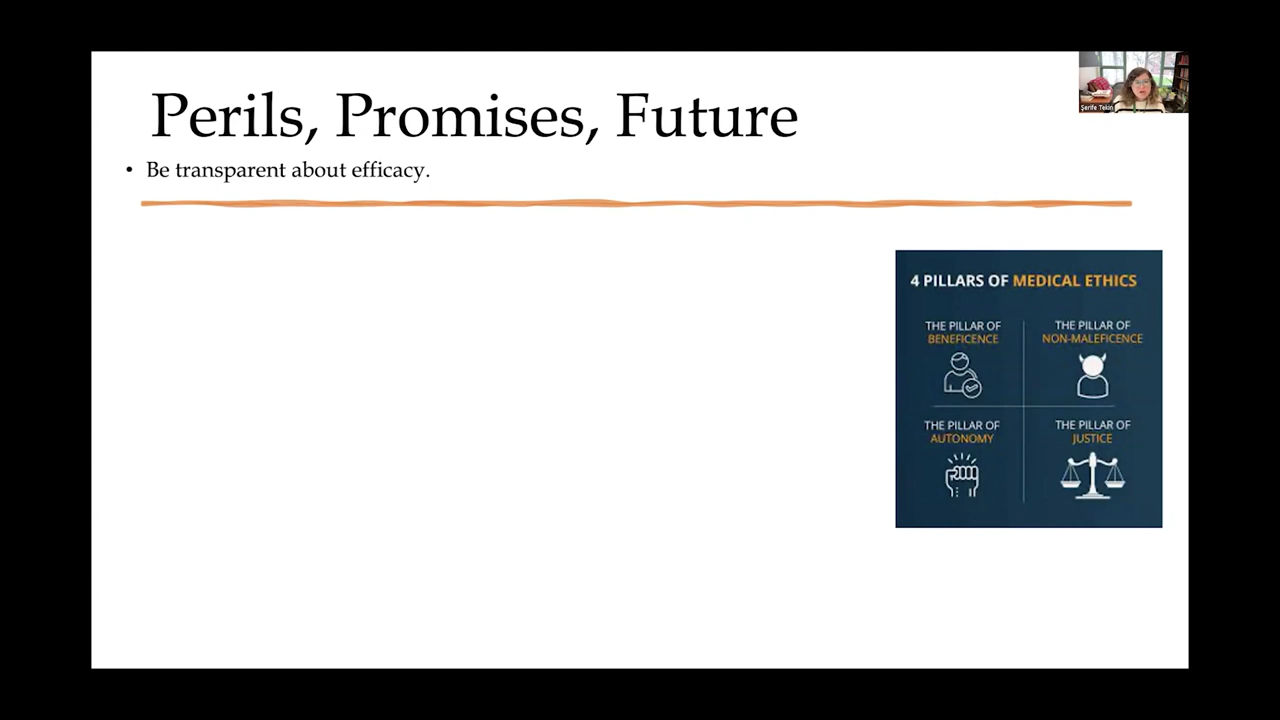 Perils, Promises, Future
• Be transparent about efficacy.
Şerife Tekin
4 PILLARS OF MEDICAL ETHICS
THE PILLAR OF
BENEFICENCE
THE PILLAR OF
NON-MALEFICENCE
THE PILLAR OF
AUTONOMY
THE PILLAR OF
JUSTICE